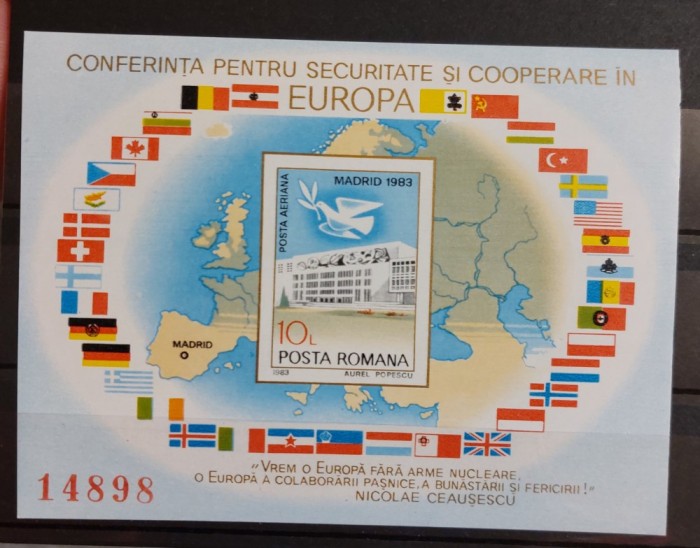 CONFERINȚA PENTRU SECURITATE ȘI COOPERARE ÎN
EUROPA
POSTA AERIANA
MADRID 1983
MADRID
10L
POSTA ROMANA
1983
AUREL POPESCU
"VREM O EUROPĂ FĂRĂ ARME NUCLEARE,
O EUROPĂ A COLABORĂRII PAȘNICE, A BUNĂSTĂRII ȘI FERICIRII!"
NICOLAE CEAUȘESCU
14898